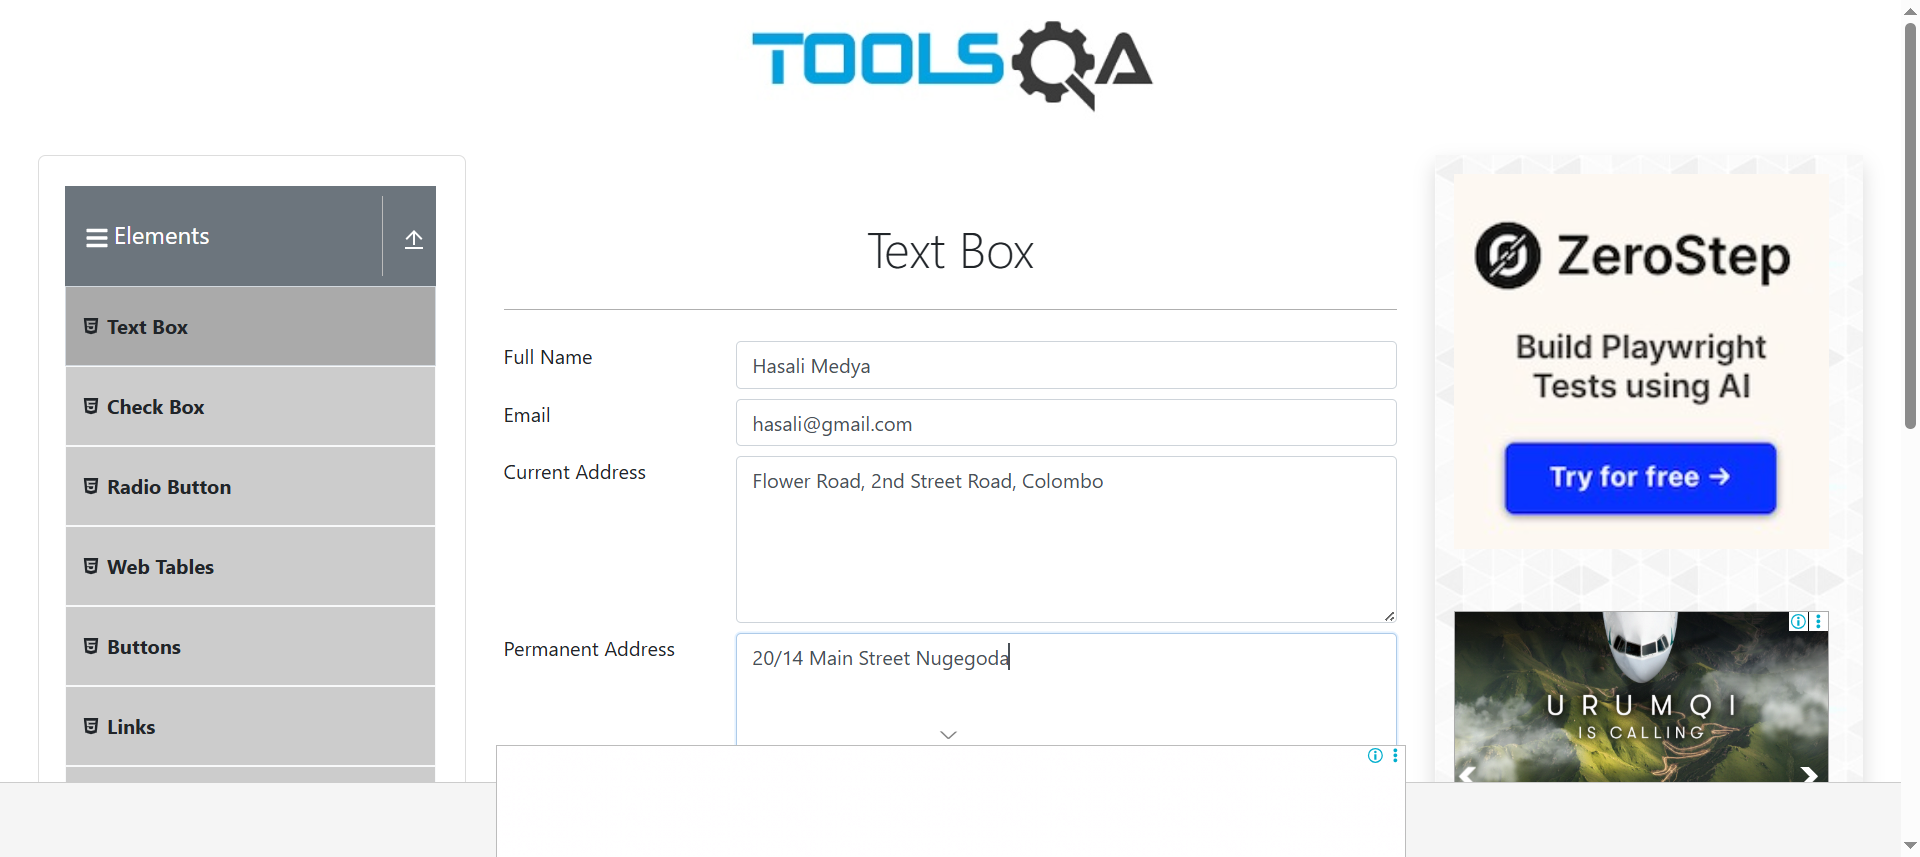 TOOLSQA
Elements
Text Box
Check Box
Radio Button
Web Tables
Buttons
Links
Text Box
Full Name
Hasali Medya
Email
hasali@gmail.com
Current Address
Flower Road, 2nd Street Road, Colombo
Permanent Address
20/14 Main Street Nugegoda
ZeroStep
Build Playwright
Tests using AI
Try for free →
URUMQI
IS CALLING